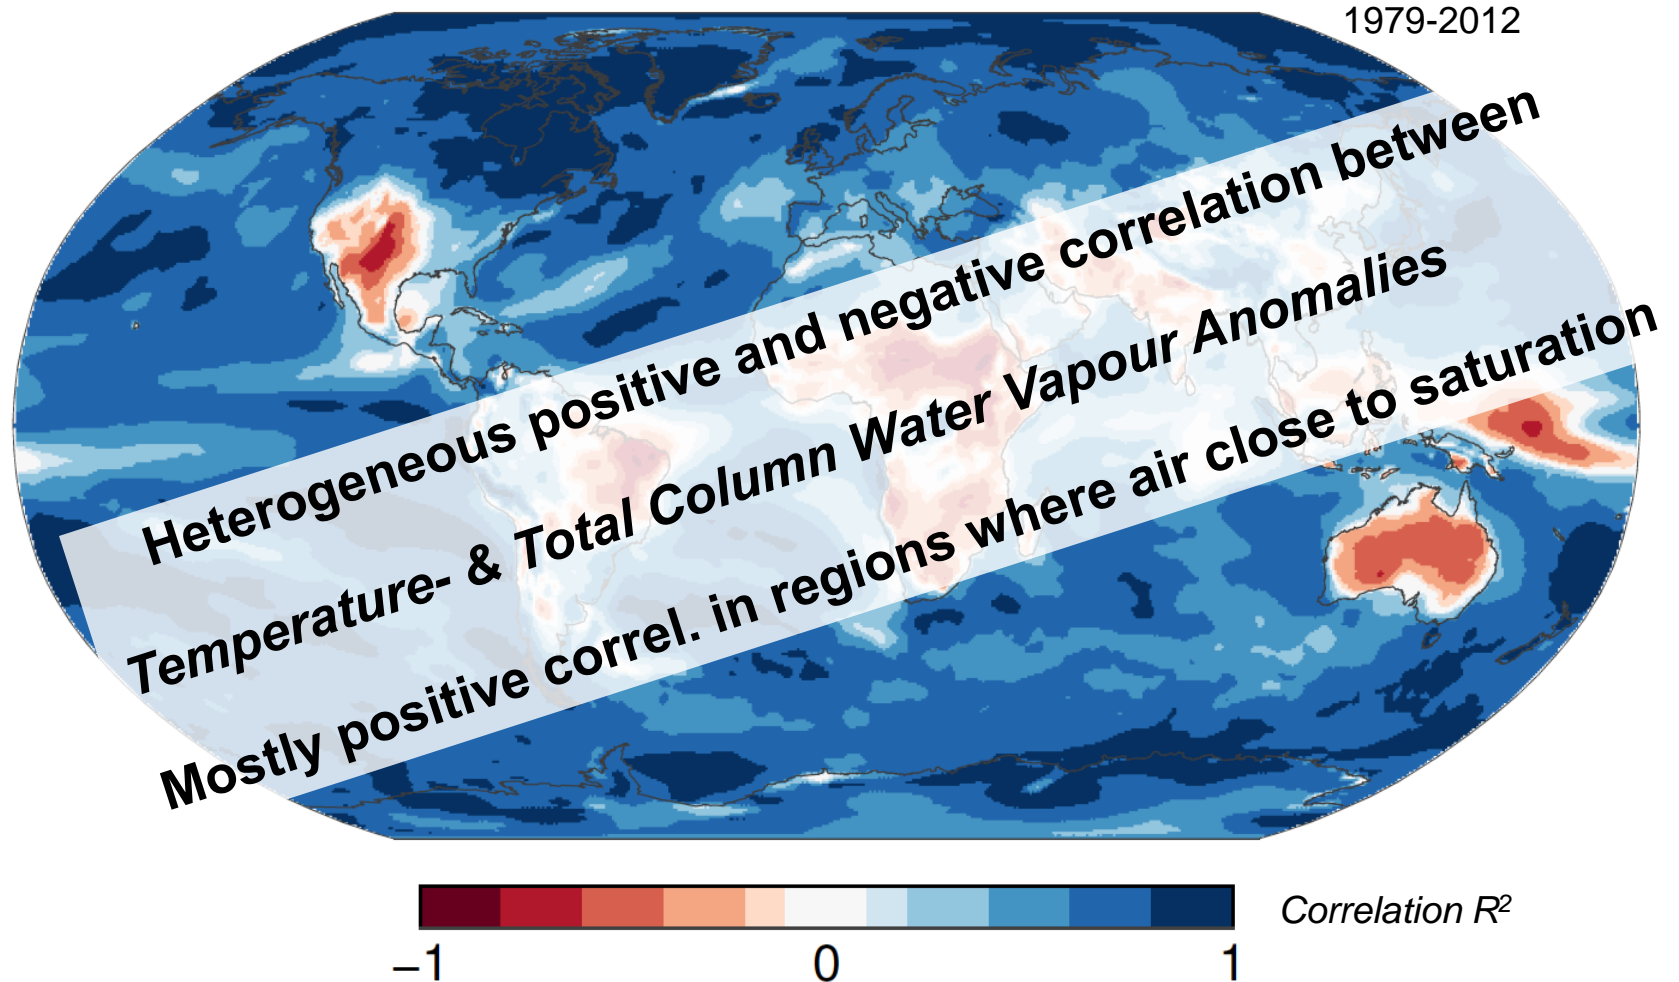 1979-2012
Heterogeneous positive and negative correlation between
Temperature- & Total Column Water Vapour Anomalies
Mostly positive correl. in regions where air close to saturation
Correlation R²
−1 0 1